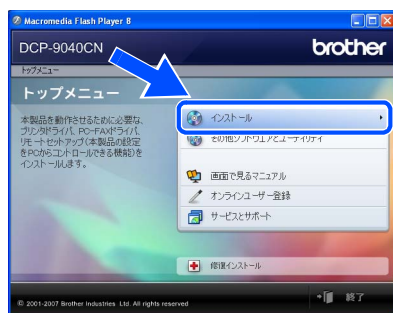 Macromedia Flash Player 8
DCP-9040CN
brother
トップメニュー
トップメニュー
インストール
本製品を動作させるために必要な、
プリンタドライバ、PC-FAXドライバ、
リモートセットアップ（本製品の設定
をPCからコントロールできる機能）を
インストールします。
その他ソフトウェアとユーティリティ
画面で見るマニュアル
オンラインユーザー登録
サービスとサポート
修復インストール
© 2001-2007 Brother Industries Ltd. All rights reserved
終了